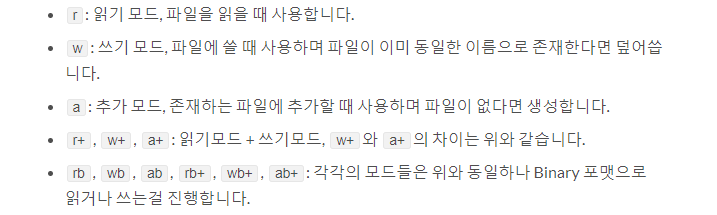 r : 읽기 모드, 파일을 읽을 때 사용합니다.
w : 쓰기 모드, 파일에 쓸 때 사용하며 파일이 이미 동일한 이름으로 존재한다면 덮어씁
니다.
a : 추가 모드, 존재하는 파일에 추가할 때 사용하며 파일이 없다면 생성합니다.
r+ , w+ , a+ : 읽기모드 + 쓰기모드, w+ 와 a+ 의 차이는 위와 같습니다.
rb , wb , ab , rb+ , wb+ , ab+ : 각각의 모드들은 위와 동일하나 Binary 포맷으로
읽거나 쓰는걸 진행합니다.